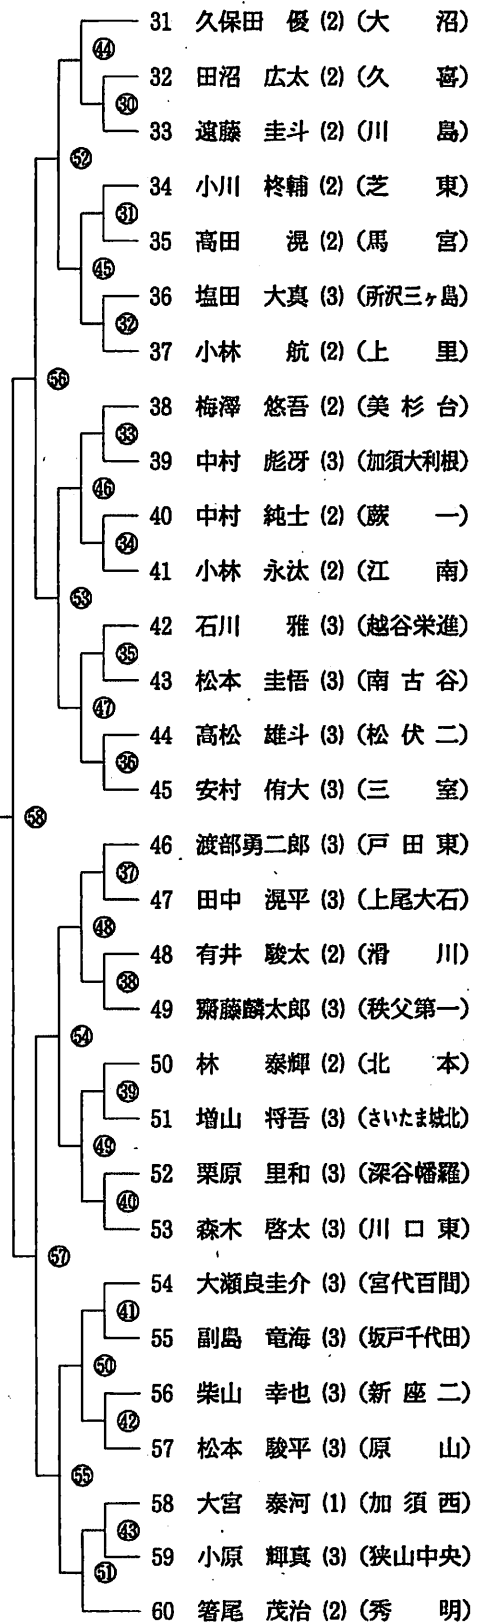 31 久保田 優 (2) (大 沼)
㊹
32 田沼 広太 (2) (久 喜)
㉚
33 遠藤 圭斗 (2) (川 島)
52
34 小川 柊輔 (2) (芝 東)
㉛
35 高田 滉 (2) (馬 宮)
㊺
36 塩田 大真 (3) (所沢三ヶ島)
㉜
37 小林 航 (2) (上 里)
56
38 梅澤 悠吾 (2) (美 杉 台)
㉝
39 中村 彪冴 (3) (加須大利根)
㊻
40 中村 純士 (2) (蕨 一)
㉞
41 小林 永汰 (2) (江 南)
53
42 石川 雅 (3) (越谷栄進)
㉟
43 松本 圭悟 (3) (南 古 谷)
㊼
44 高松 雄斗 (3) (松 伏 二)
㊱
45 安村 侑大 (3) (三 室)
58
46 渡部勇二郎 (3) (戸 田 東)
㊲
47 田中 滉平 (3) (上尾大石)
㊽
48 有井 駿太 (2) (滑 川)
㊳
49 齋藤麟太郎 (3) (秩父第一)
54
50 林 泰輝 (2) (北 本)
㊴
51 増山 将吾 (3) (さいたま城北)
㊾
52 栗原 里和 (3) (深谷幡羅)
㊵
53 森木 啓太 (3) (川 口 東)
57
54 大瀬良圭介 (3) (宮代百間)
㊶
55 副島 竜海 (3) (坂戸千代田)
㊿
56 柴山 幸也 (3) (新 座 二)
㊷
57 松本 駿平 (3) (原 山)
55
58 大宮 泰河 (1) (加 須 西)
㊸
59 小原 輝真 (3) (狭山中央)
51
60 箸尾 茂治 (2) (秀 明)